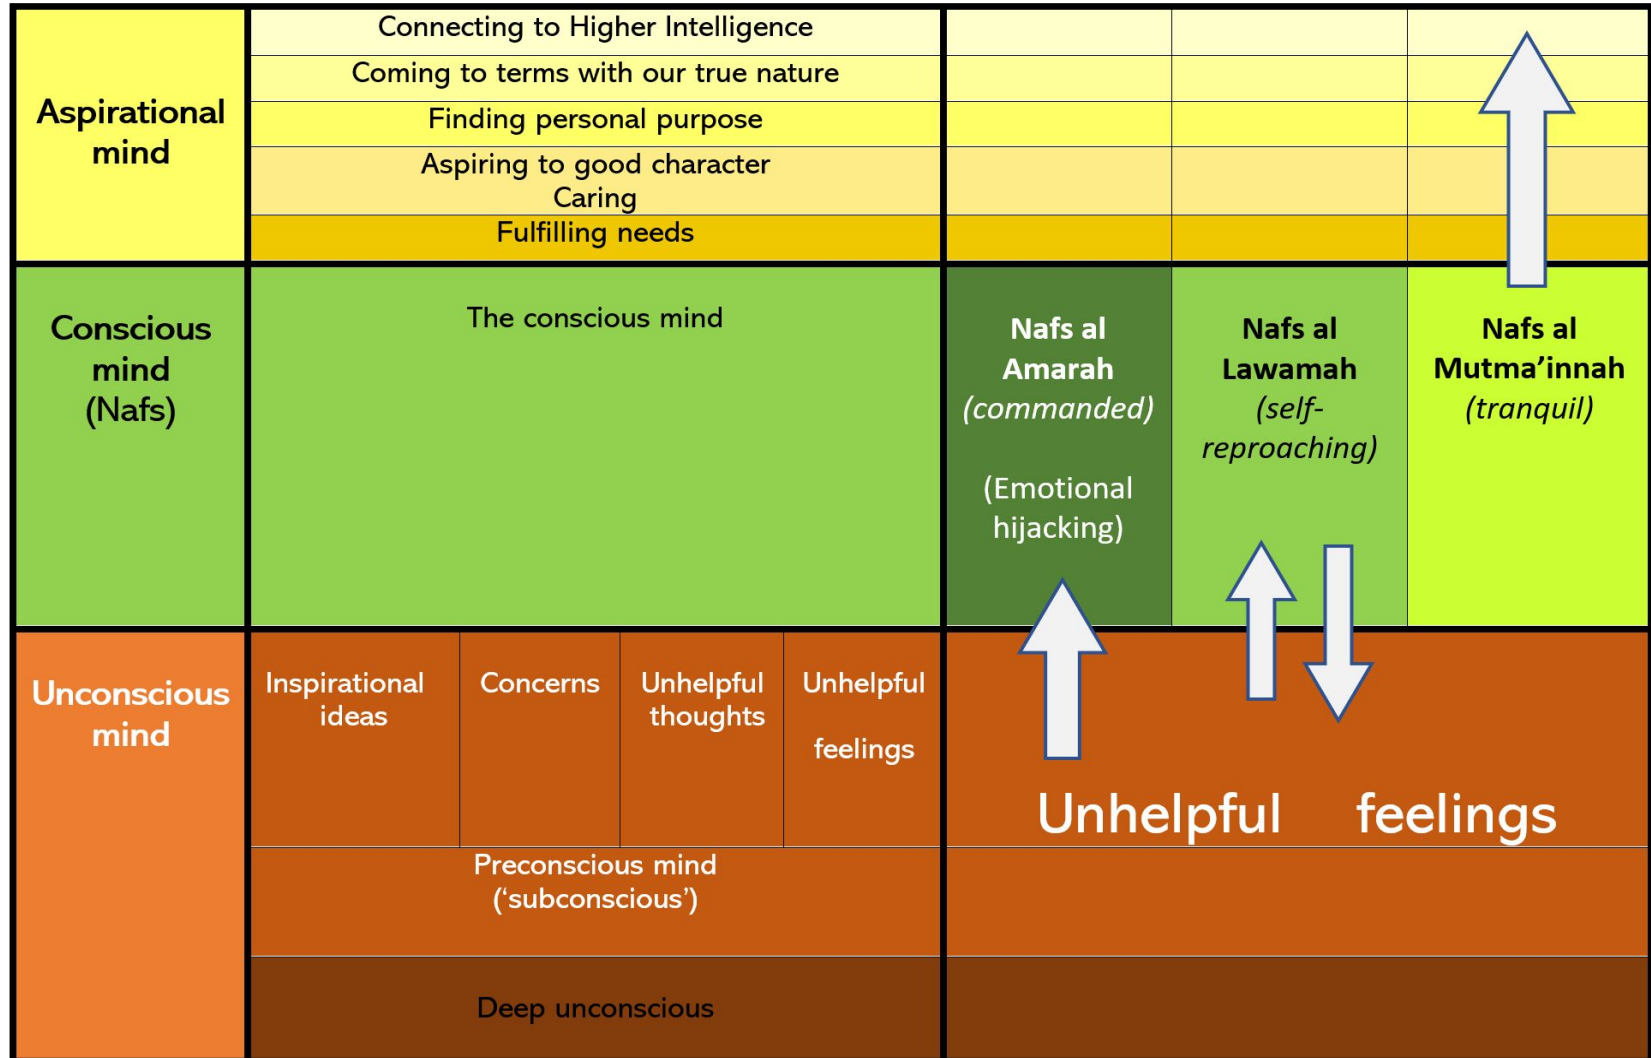 Aspirational
mind
Connecting to Higher Intelligence
Coming to terms with our true nature
Finding personal purpose
Aspiring to good character
Caring
Fulfilling needs
Conscious
mind
(Nafs)
The conscious mind
Nafs al
Amarah
(commanded)
(Emotional
hijacking)
Nafs al
Lawamah
(self-
reproaching)
Nafs al
Mutma’innah
(tranquil)
Unconscious
mind
Inspirational
ideas
Concerns
Unhelpful
thoughts
Unhelpful
feelings
Unhelpful feelings
Preconscious mind
(‘subconscious’)
Deep unconscious